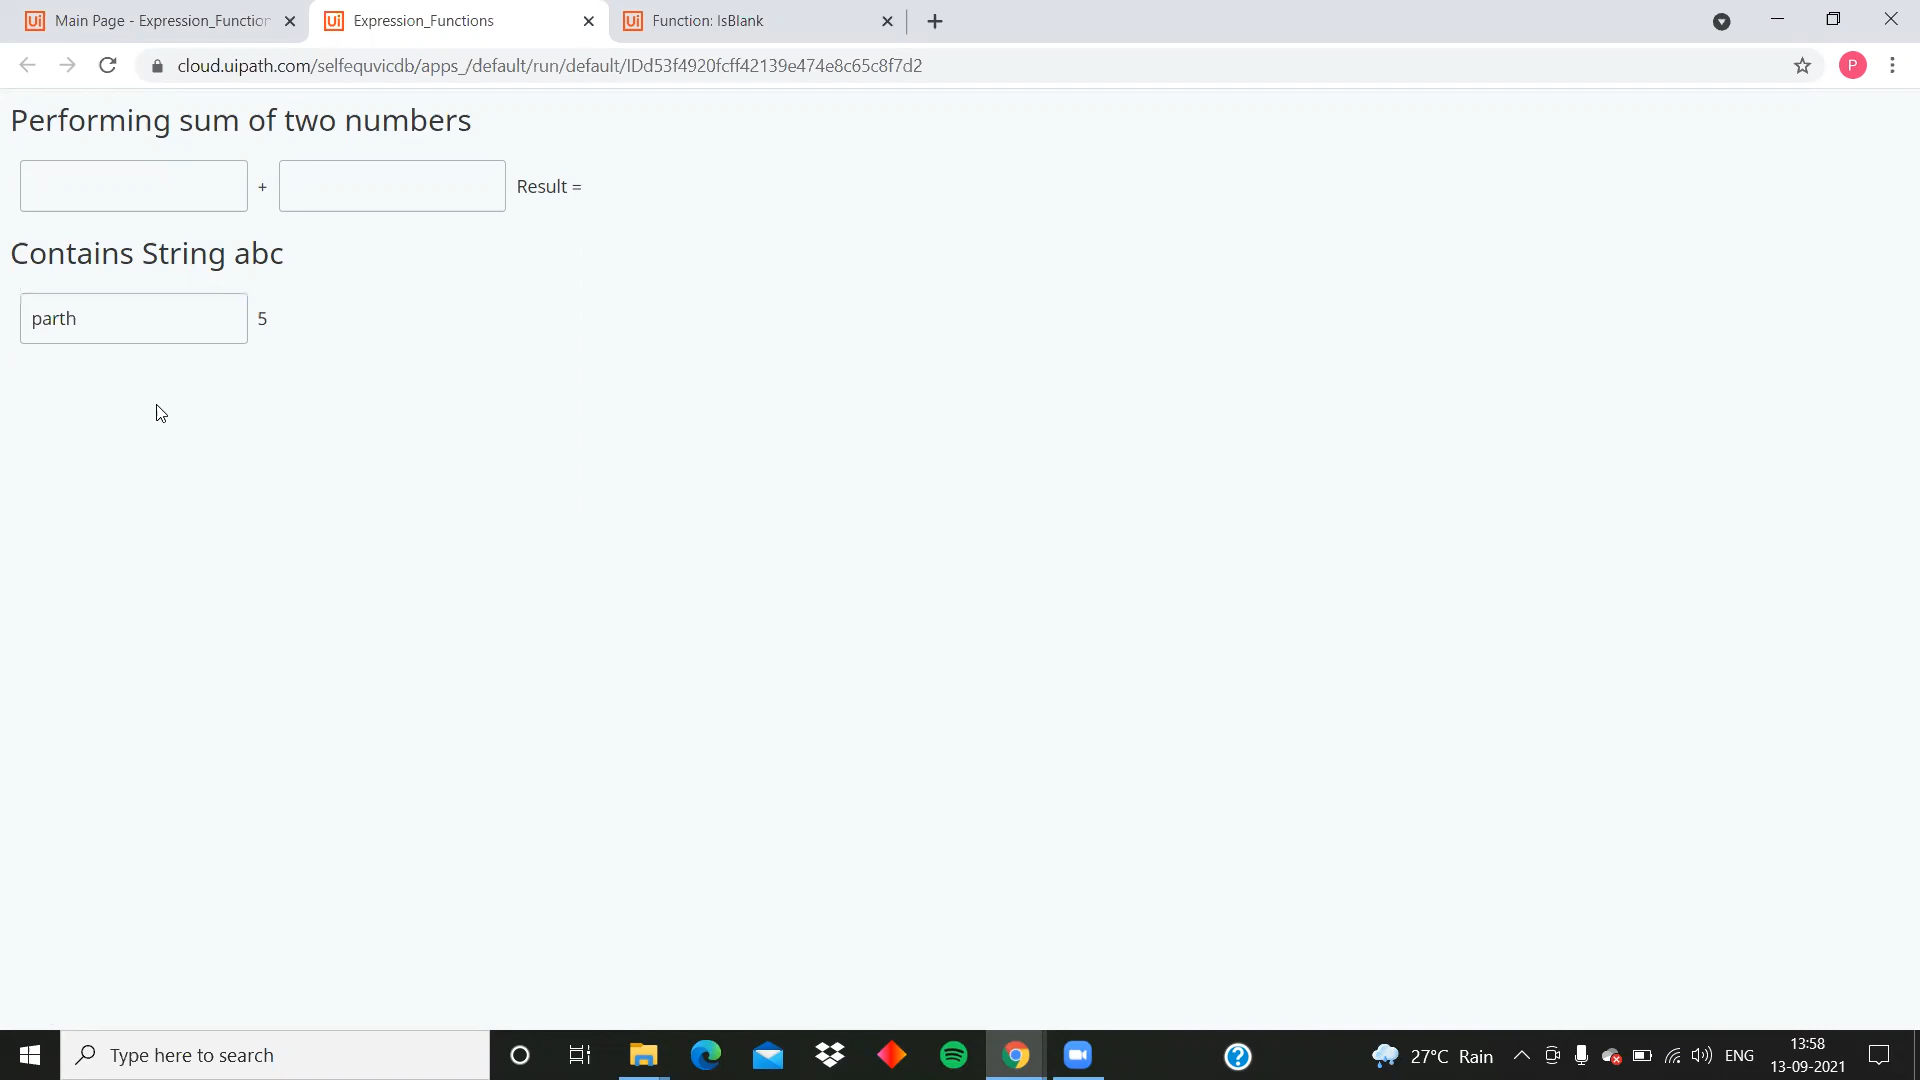 Main Page - Expression_Function
Expression_Functions
Function: IsBlank
cloud.uipath.com/selfequvicdb/apps_/default/run/default/IDd53f4920fcff42139e474e8c65c8f7d2
P
Performing sum of two numbers
+ Result =
Contains String abc
parth 5
Type here to search
27°C Rain
ENG
13:58
13-09-2021